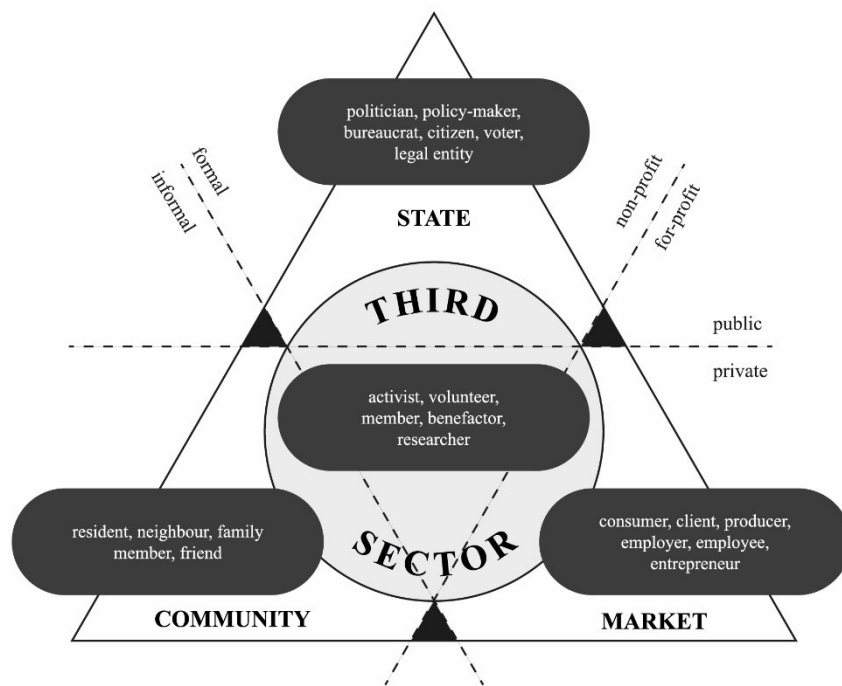 politician, policy-maker,
bureaucrat, citizen, voter,
legal entity
formal
informal
non-profit
for-profit
STATE
THIRD
public
private
activist, volunteer,
member, benefactor,
researcher
resident, neighbour, family
member, friend
consumer, client, producer,
employer, employee,
entrepreneur
SECTOR
COMMUNITY
MARKET